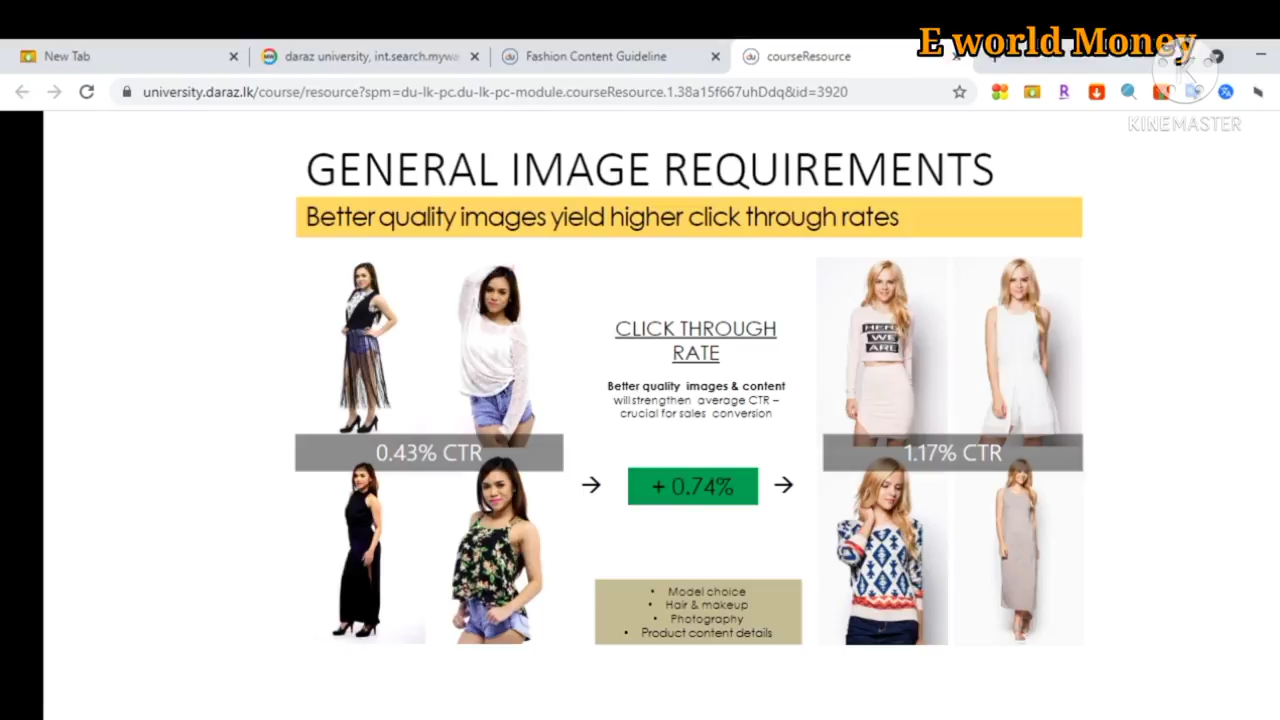 E world Money
New Tab
daraz university, int.search.mywa
Fashion Content Guideline
courseResource
university.daraz.lk/course/resource?spm=du-lk-pc.du-lk-pc-module.courseResource.1.38a15f667uhDdq&id=3920
KINEMASTER
GENERAL IMAGE REQUIREMENTS
Better quality images yield higher click through rates
CLICK THROUGH
RATE
Better quality images & content
will strengthen average CTR –
crucial for sales conversion
HERE
WE
ARE
0.43% CTR
1.17% CTR
+ 0.74%
• Model choice
• Hair & makeup
• Photography
• Product content details